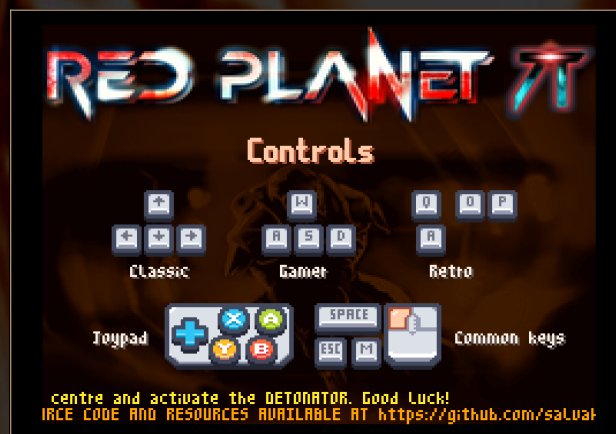 RED PLANET π
Controls
↑ W Q O P
← ↓ → A S D A
Classic Gamer Retro
Joypad X A Y B SPACE ESC M Common keys
centre and activate the DETONATOR. Good Luck!
URCE CODE AND RESOURCES AVAILABLE AT https://github.com/salvak